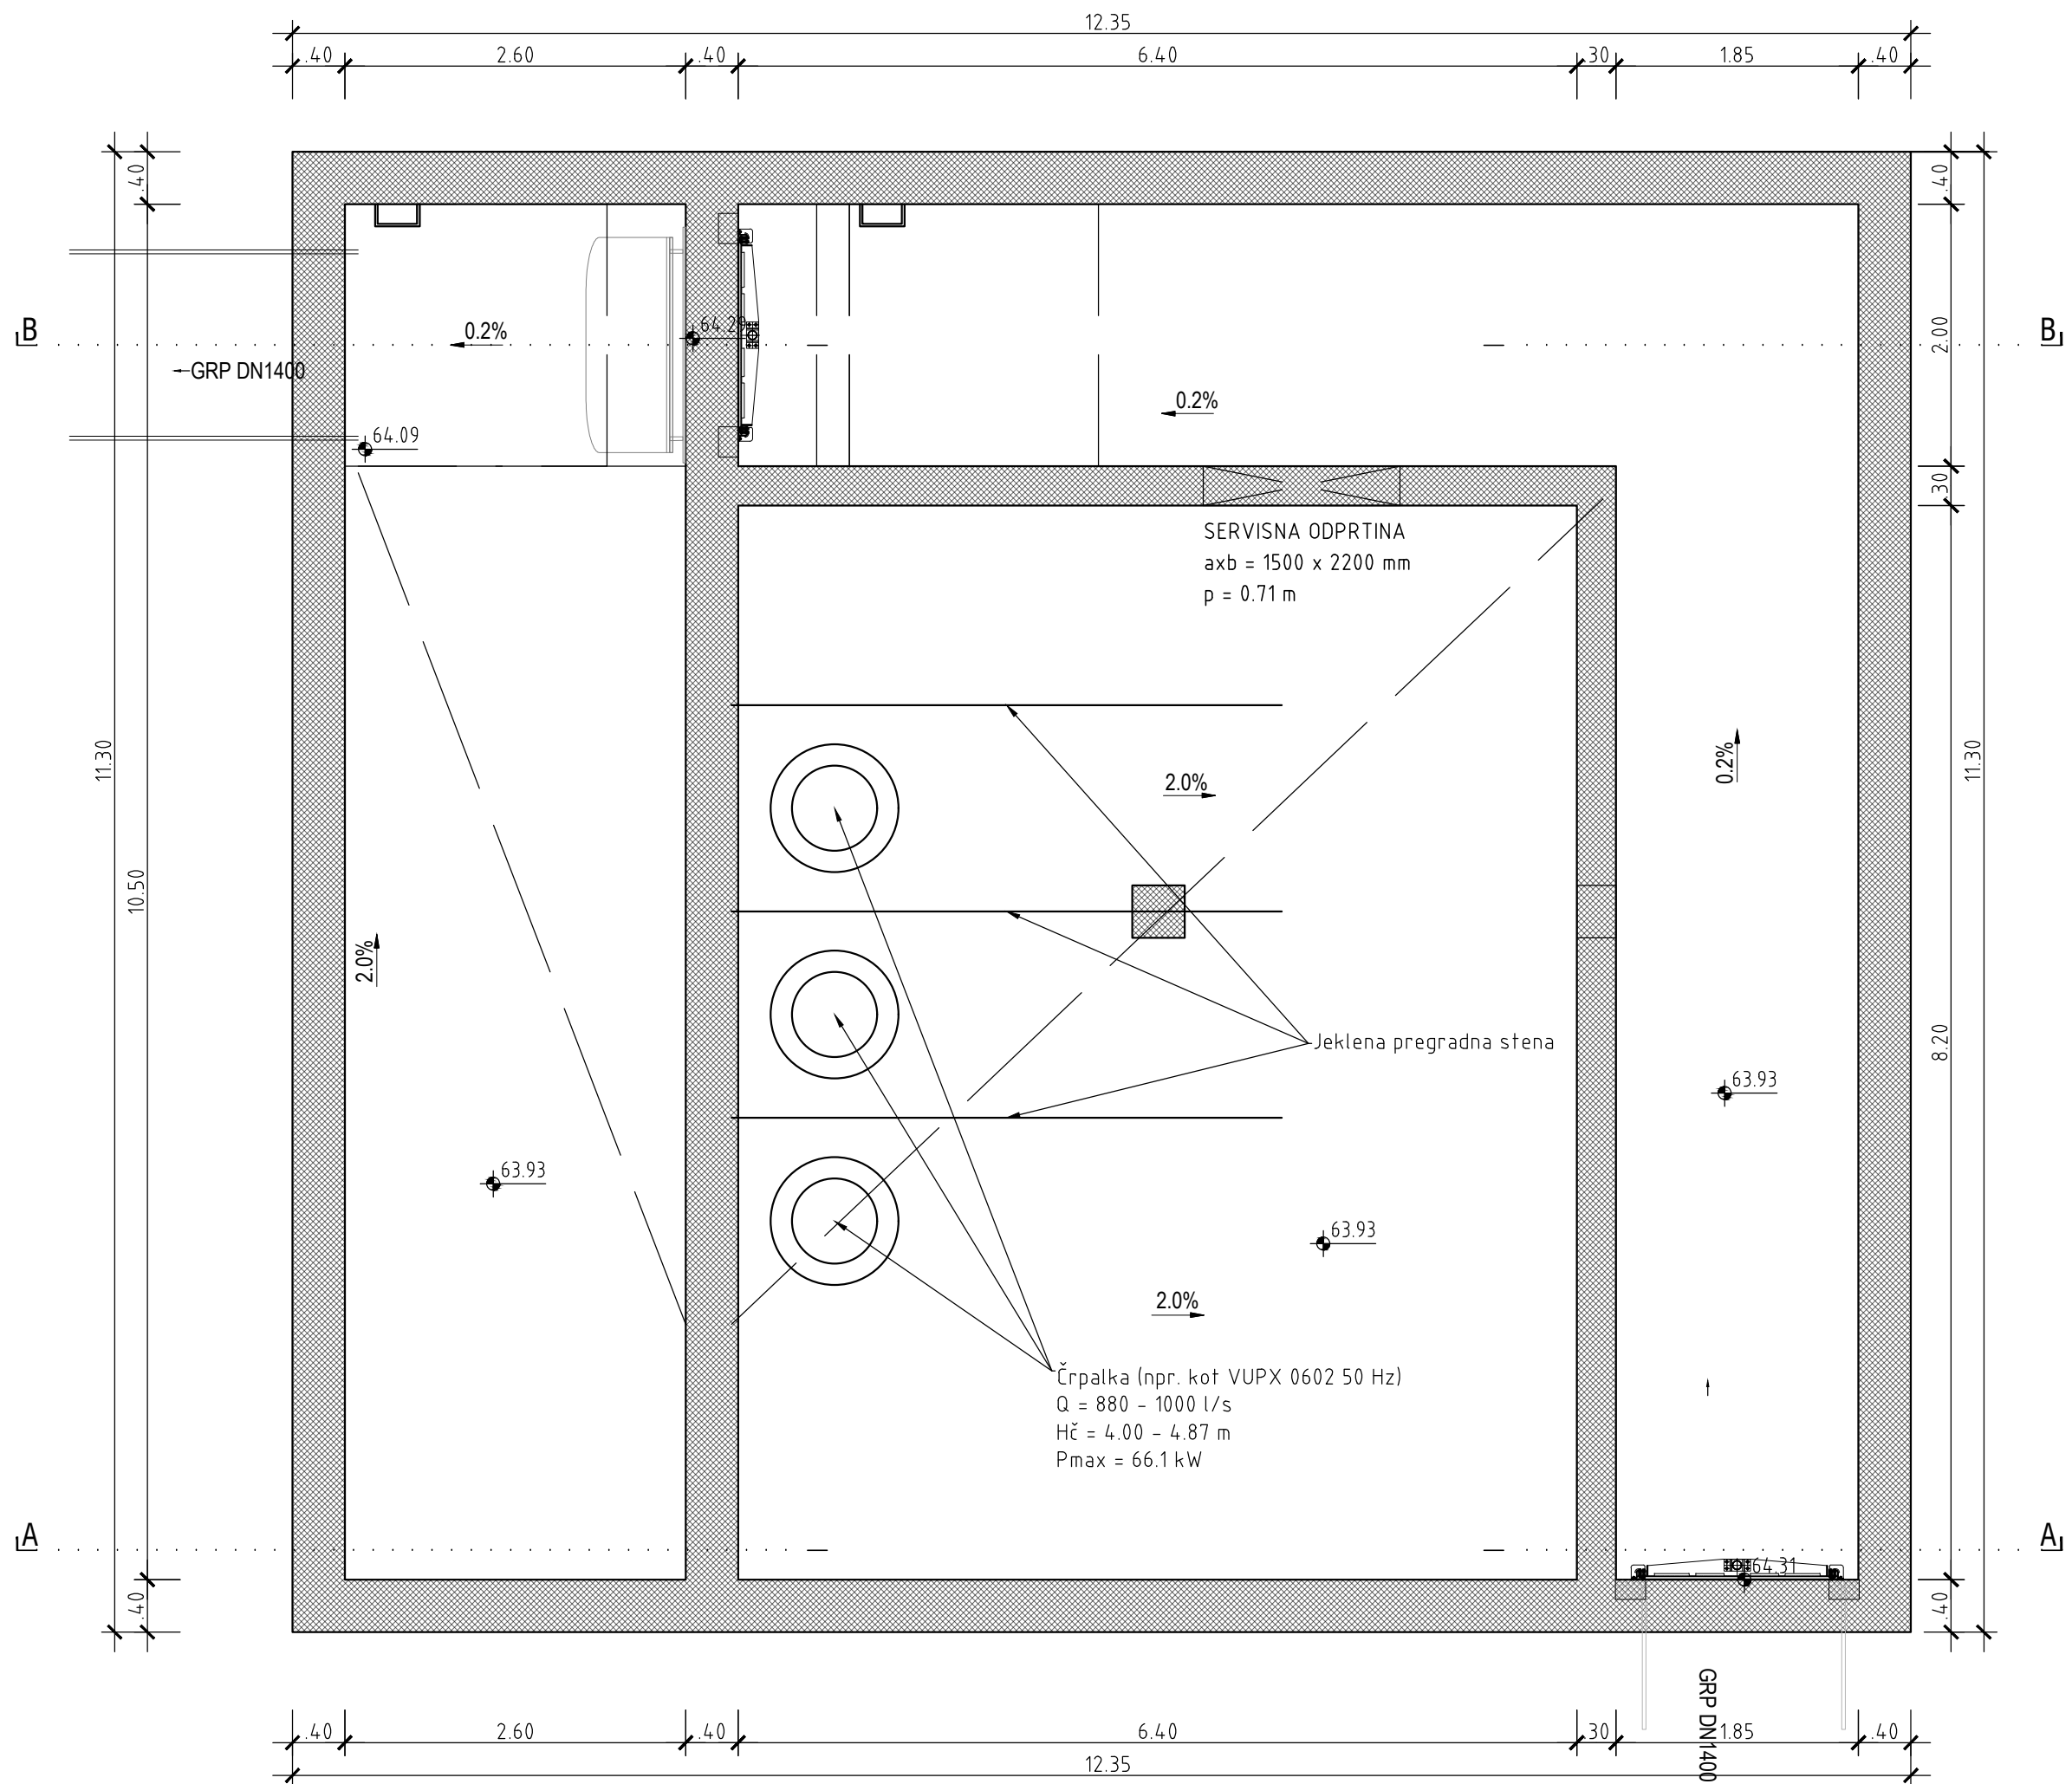 12.35
.40 2.60 .40 6.40 .30 1.85 .40
.40 .40
B 0.2% 64.29 2.00 B
GRP DN1400
0.2%
64.09
.30
SERVISNA ODPRTINA
axb = 1500 x 2200 mm
p = 0.71 m
11.30 2.0% 0.2% 11.30
10.50
2.0%
Jeklena pregradna stena 8.20
63.93
63.93
63.93
2.0%
Črpalka (npr. kot VUPX 0602 50 Hz)
Q = 880 - 1000 l/s
Hč = 4.00 - 4.87 m
Pmax = 66.1 kW
A A
64.31
.40 .40
GRP DN1400
.40 2.60 .40 6.40 .30 1.85 .40
12.35